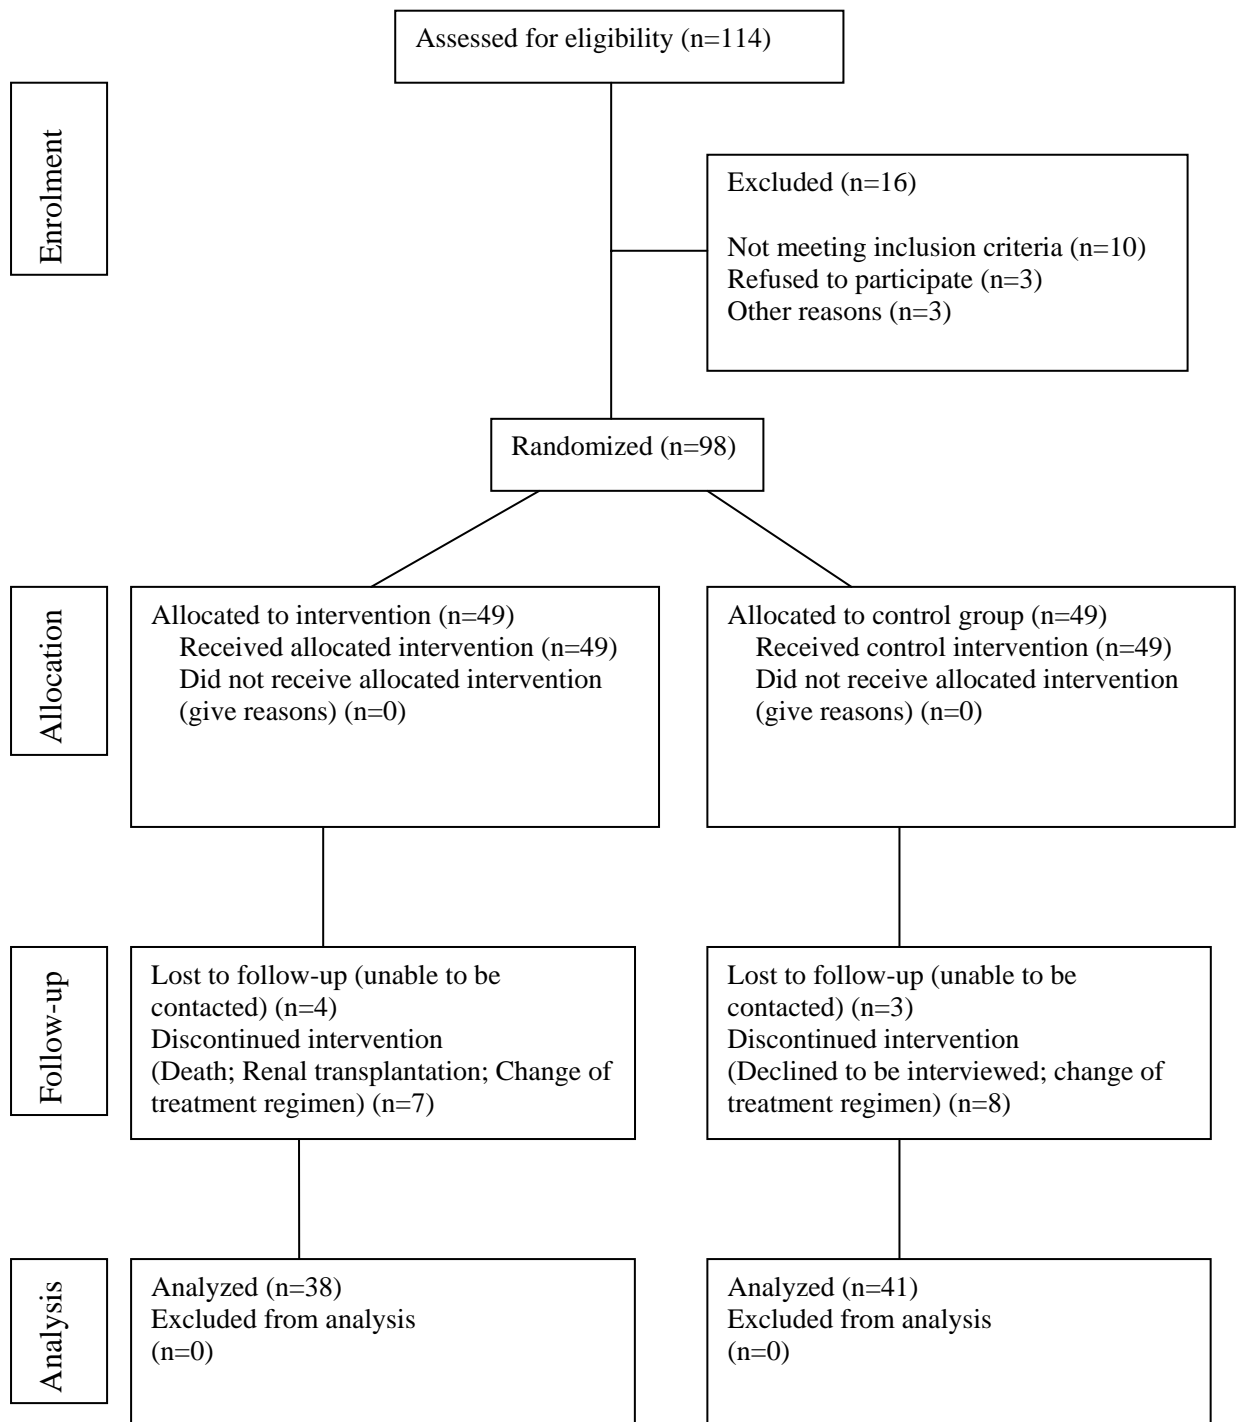 Assessed for eligibility (n=114)
Enrolment
Excluded (n=16)
Not meeting inclusion criteria (n=10)
Refused to participate (n=3)
Other reasons (n=3)
Randomized (n=98)
Allocation
Allocated to intervention (n=49)
Received allocated intervention (n=49)
Did not receive allocated intervention
(give reasons) (n=0)
Allocated to control group (n=49)
Received control intervention (n=49)
Did not receive allocated intervention
(give reasons) (n=0)
Follow-up
Lost to follow-up (unable to be
contacted) (n=4)
Discontinued intervention
(Death; Renal transplantation; Change of
treatment regimen) (n=7)
Lost to follow-up (unable to be
contacted) (n=3)
Discontinued intervention
(Declined to be interviewed; change of
treatment regimen) (n=8)
Analysis
Analyzed (n=38)
Excluded from analysis
(n=0)
Analyzed (n=41)
Excluded from analysis
(n=0)